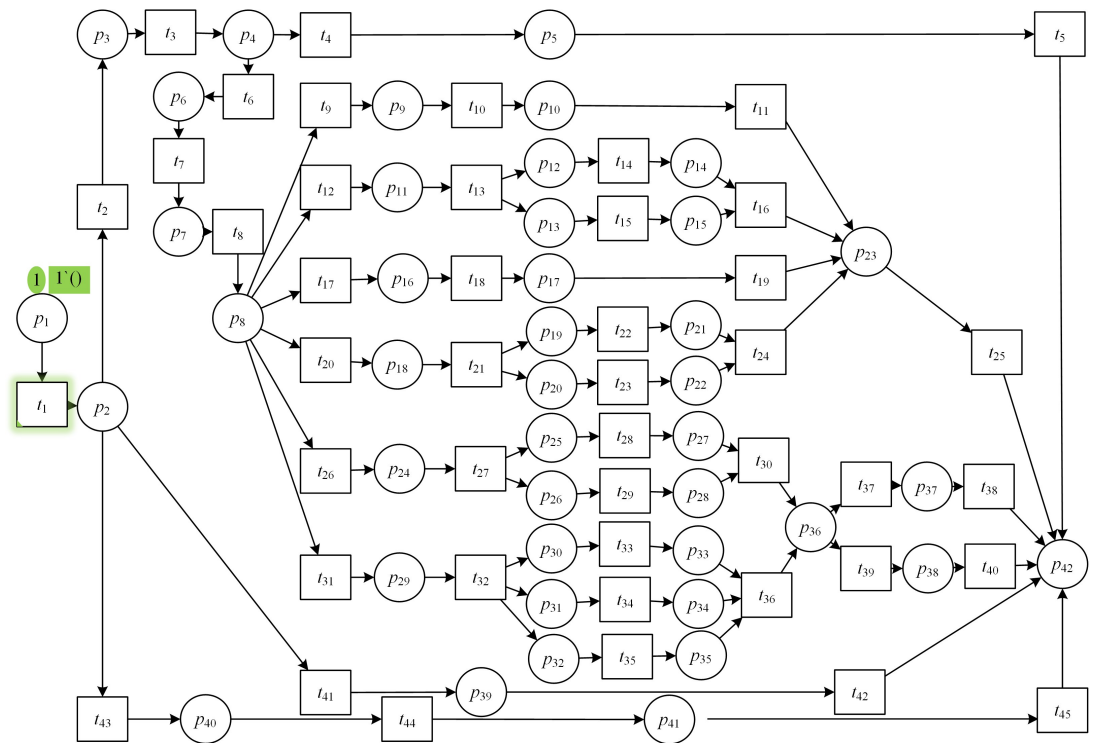 p3 t3 p4 t4 p5 t5
p6 t6 t9 p9 t10 p10 t11
t7 t12 p11 t13 p12 t14 p14
t2 p13 t15 p15 t16
p7 t8 p23
1 1`()
t17 p16 t18 p17 t19
p1 p8 p19 t22 p21
t20 p18 t21 t24 t25
p20 t23 p22
t1 p2
p25 t28 p27
t26 p24 t27 t30
p26 t29 p28 t37 p37 t38
p36
p30 t33 p33
t31 p29 t32 t39 p38 t40 p42
p31 t34 p34 t36
p32 t35 p35
t41 p39 t42
t43 p40 t44 p41 t45